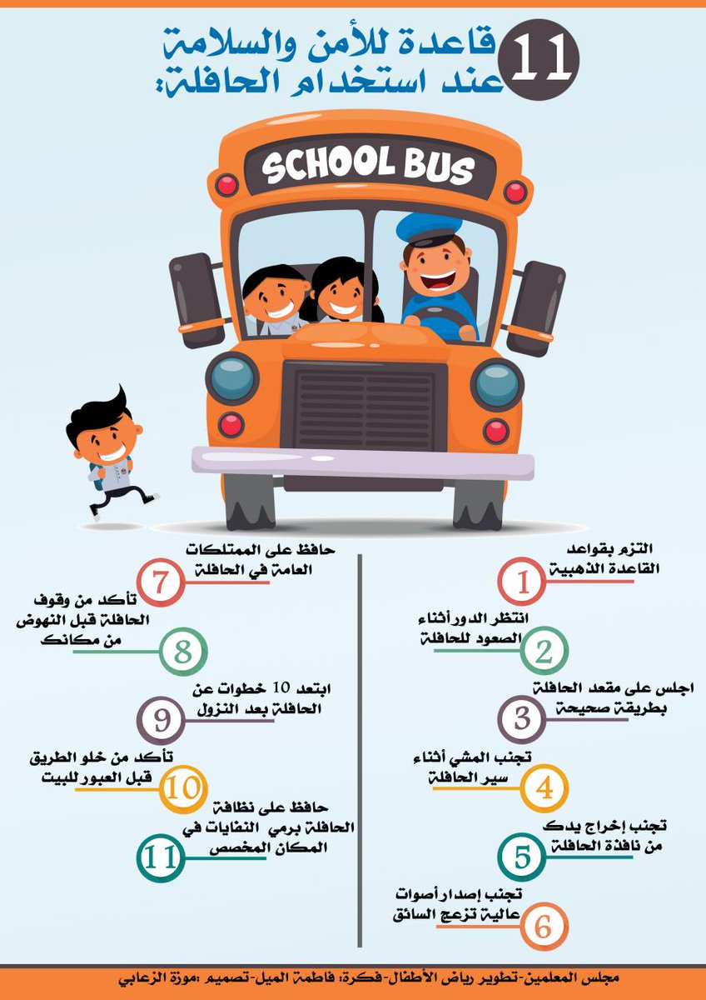 11 قاعدة للأمن والسلامة
عند استخدام الحافلة:
SCHOOL BUS
1 التزم بقواعد
القاعدة الذهبية
2 انتظر الدور أثناء
الصعود للحافلة
3 اجلس على مقعد الحافلة
بطريقة صحيحة
4 تجنب المشي أثناء
سير الحافلة
5 تجنب إخراج يدك
من نافذة الحافلة
6 تجنب إصدار أصوات
عالية تزعج السائق
7 حافظ على الممتلكات
العامة في الحافلة
8 تأكد من وقوف
الحافلة قبل النهوض
من مكانك
9 ابتعد 10 خطوات عن
الحافلة بعد النزول
10 تأكد من خلو الطريق
قبل العبور للبيت
11 حافظ على نظافة
الحافلة برمي النفايات في
المكان المخصص
مجلس المعلمين-تطوير رياض الأطفال-فكرة: فاطمة الميل-تصميم :موزة الزعابي